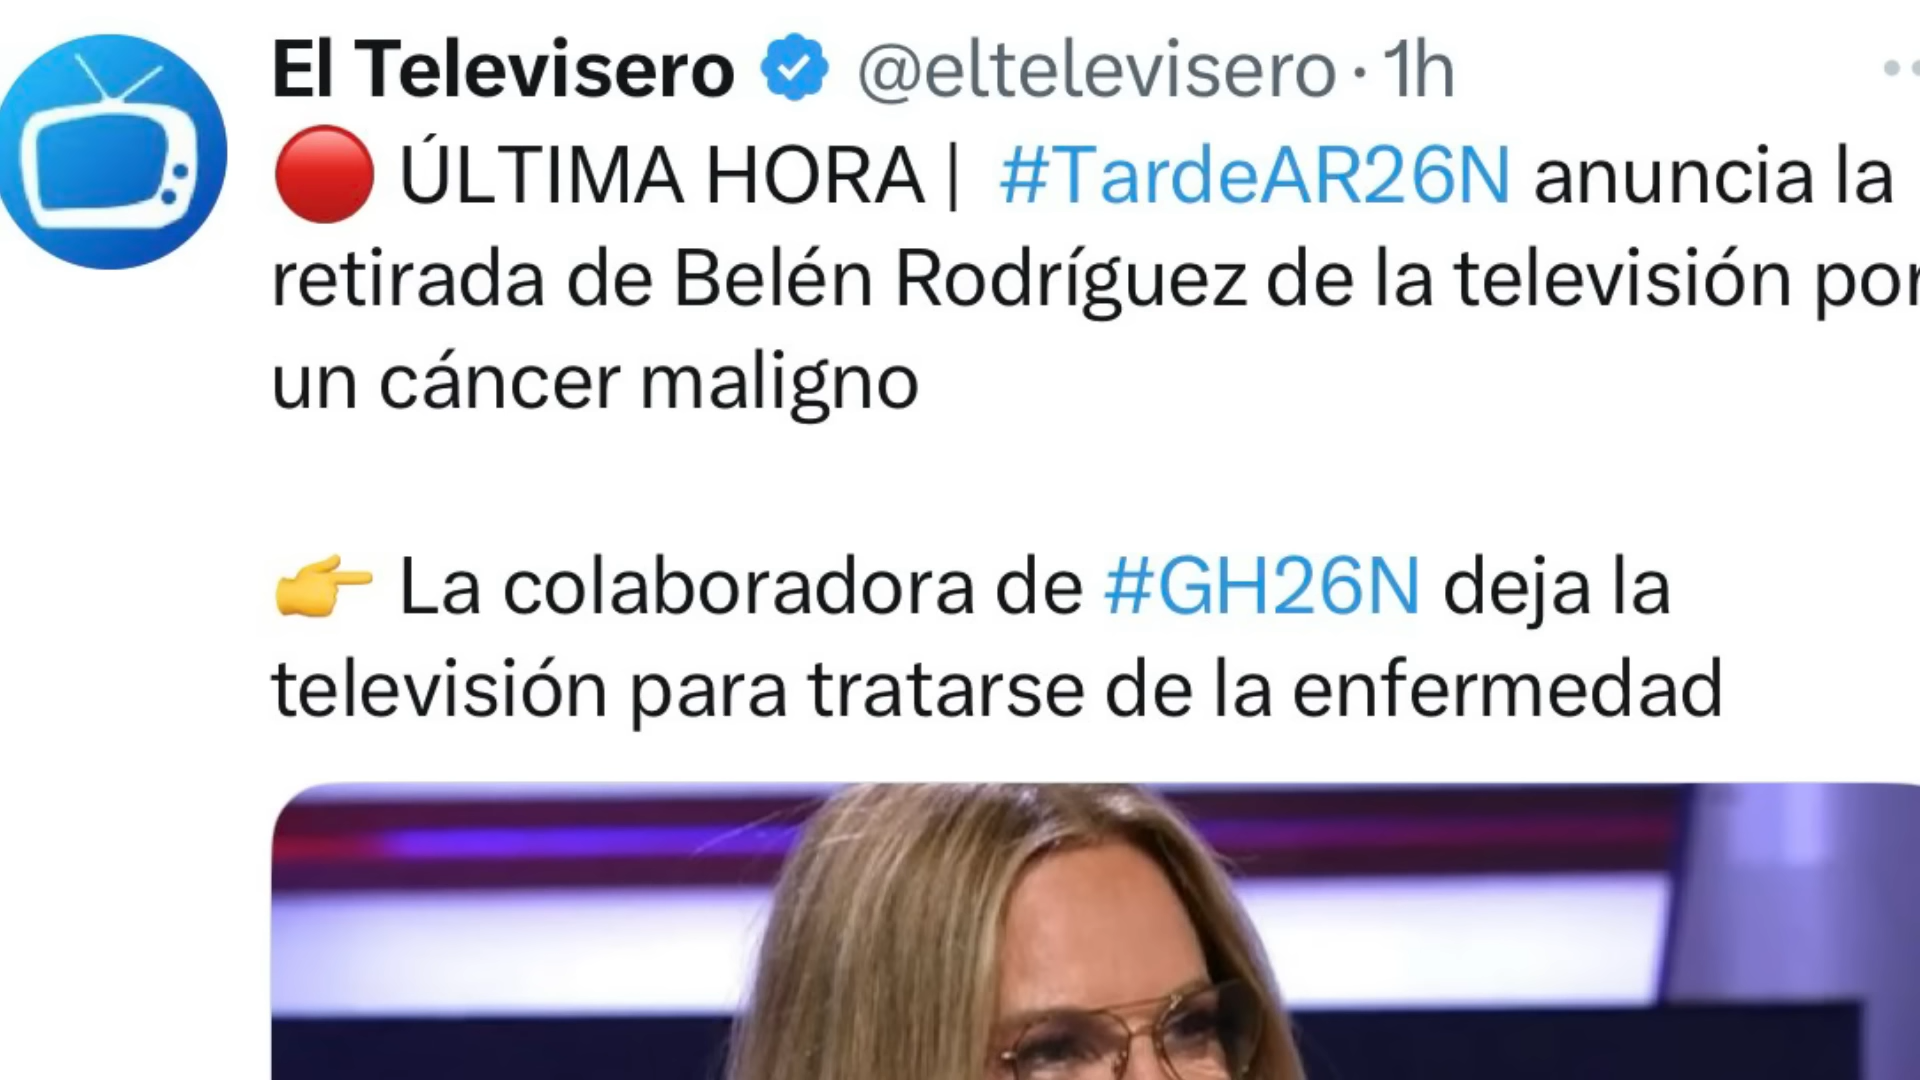 El Televisero @eltelevisero · 1h
🔴 ÚLTIMA HORA | #TardeAR26N anuncia la
retirada de Belén Rodríguez de la televisión por
un cáncer maligno
👉 La colaboradora de #GH26N deja la
televisión para tratarse de la enfermedad